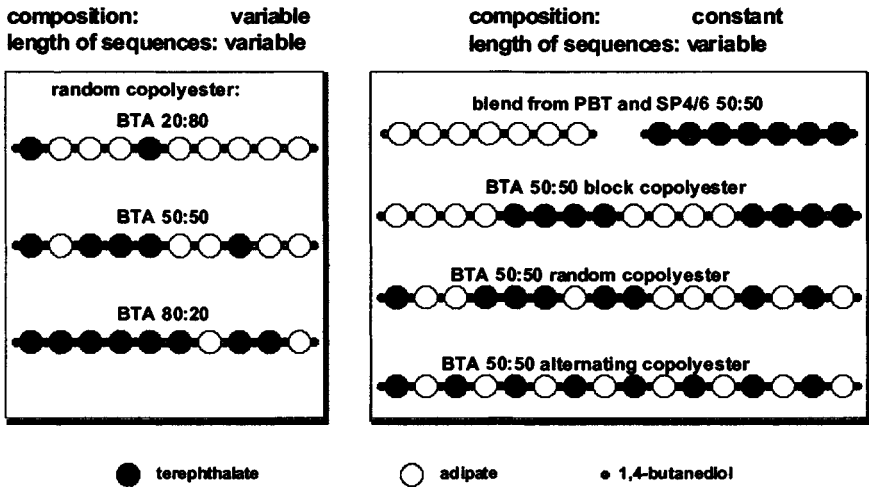 composition: variable
length of sequences: variable
random copolyester:
BTA 20:80
BTA 50:50
BTA 80:20
composition: constant
length of sequences: variable
blend from PBT and SP4/6 50:50
BTA 50:50 block copolyester
BTA 50:50 random copolyester
BTA 50:50 alternating copolyester
terephthalate
adipate
1,4-butanediol